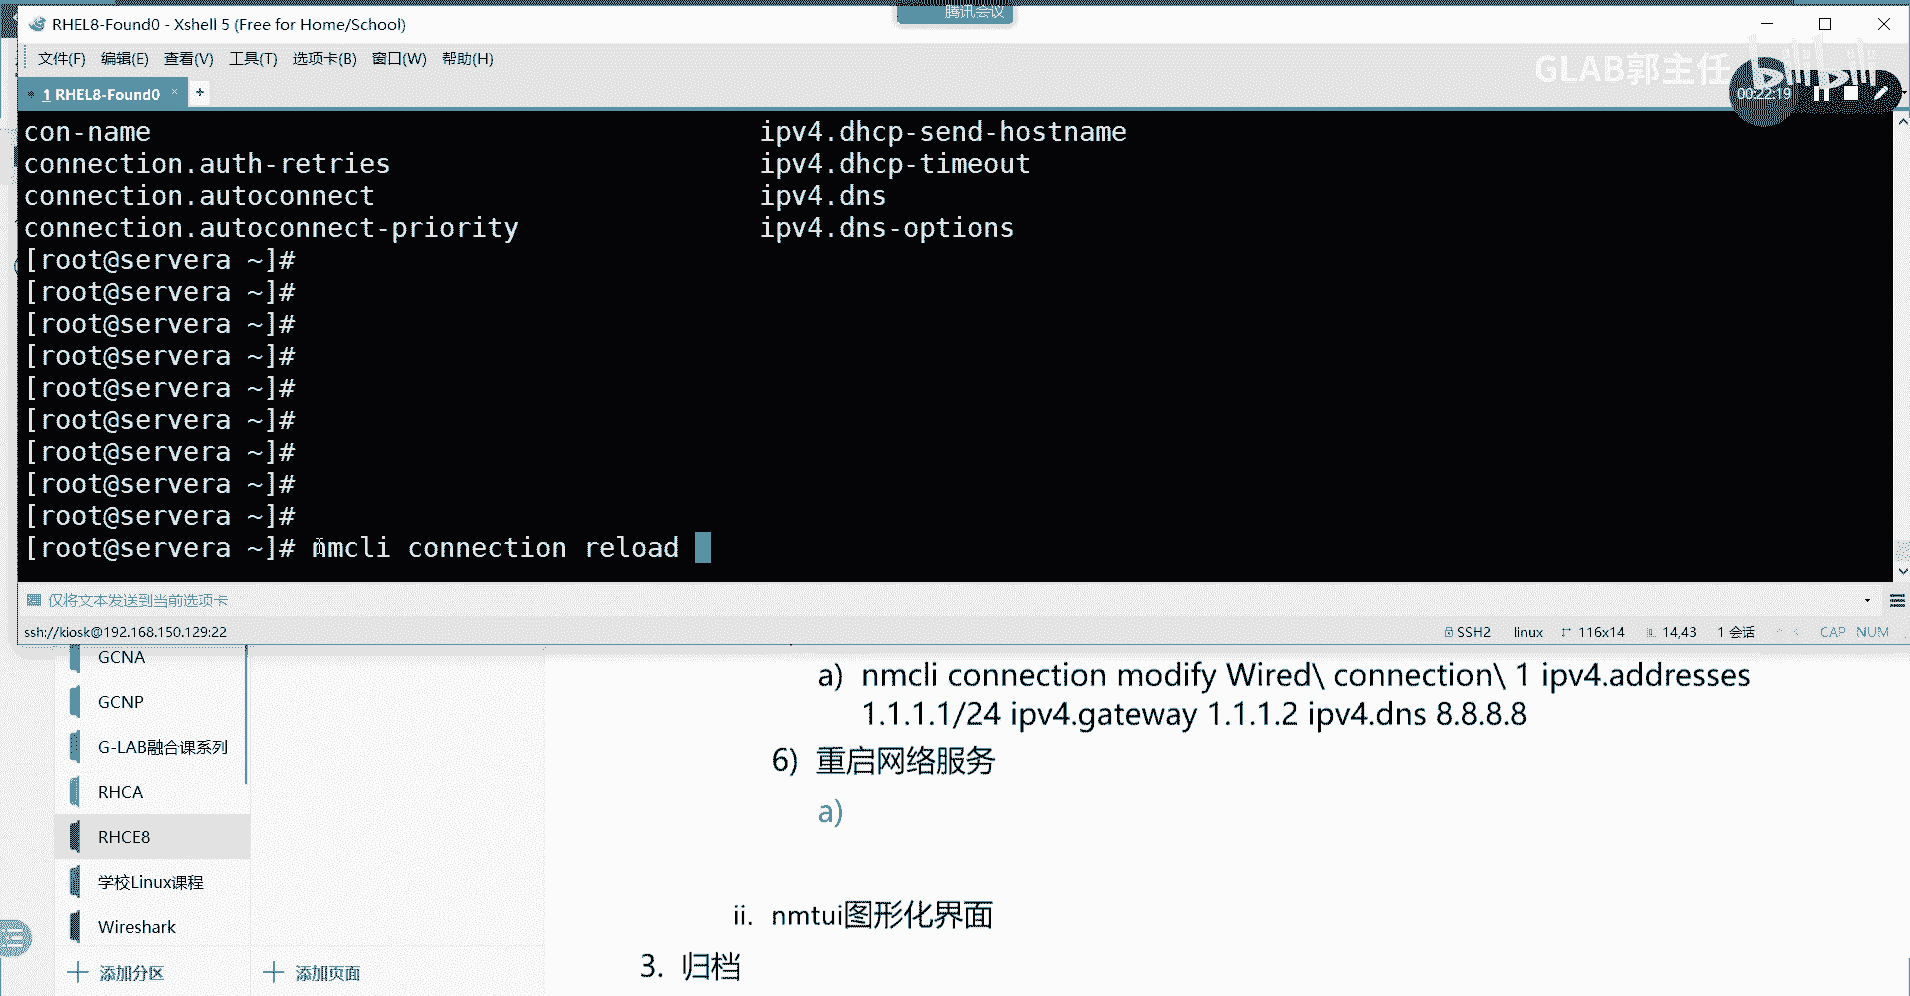 腾讯会议
RHEL8-Found0 - Xshell 5 (Free for Home/School)
文件(F) 编辑(E) 查看(V) 工具(T) 选项卡(B) 窗口(W) 帮助(H)
GLAB郭主任 bilibili
00:22:19
1 RHEL8-Found0 × +
con-name ipv4.dhcp-send-hostname
connection.auth-retries ipv4.dhcp-timeout
connection.autoconnect ipv4.dns
connection.autoconnect-priority ipv4.dns-options
[root@servera ~]#
[root@servera ~]#
[root@servera ~]#
[root@servera ~]#
[root@servera ~]#
[root@servera ~]#
[root@servera ~]#
[root@servera ~]#
[root@servera ~]#
[root@servera ~]# nmcli connection reload
仅将文本发送到当前选项卡
ssh://kiosk@192.168.150.129:22 SSH2 linux 116x14 14,43 1 会话 CAP NUM
GCNA
GCNP
G-LAB融合课系列
RHCA
RHCE8
学校Linux课程
Wireshark
添加分区 添加页面
a) nmcli connection modify Wired\ connection\ 1 ipv4.addresses
1.1.1.1/24 ipv4.gateway 1.1.1.2 ipv4.dns 8.8.8.8
6) 重启网络服务
a)
ii. nmtui图形化界面
3. 归档